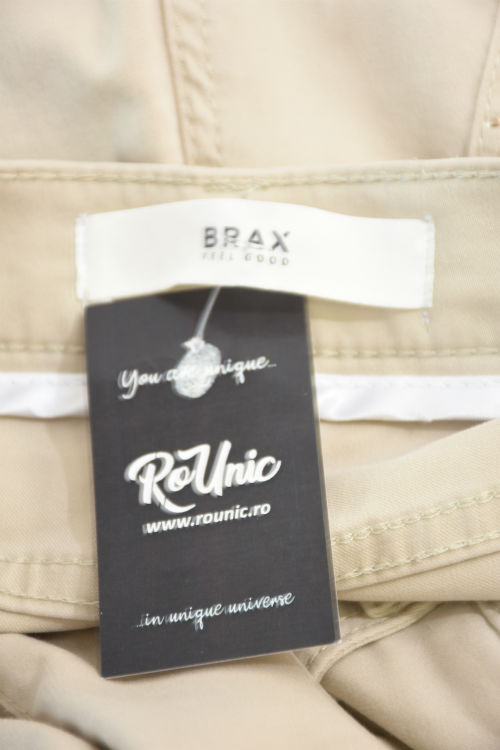 BRAX
FEEL GOOD
You are unique...
RoUnic
www.rounic.ro
...in unique universe